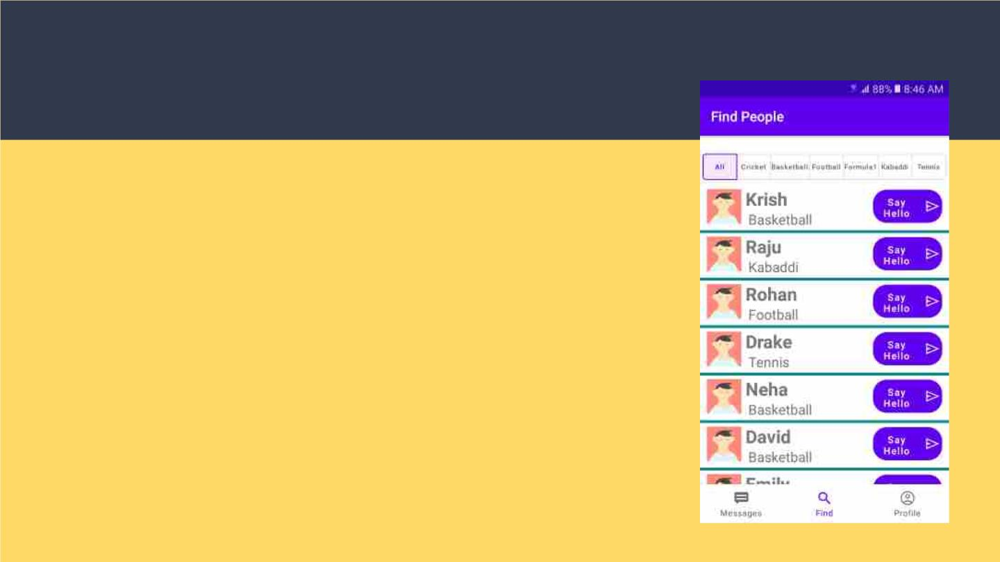 88% 8:46 AM
Find People
All Cricket Basketball Football Formula1 Kabaddi Tennis
Krish
Basketball
Say
Hello
Raju
Kabaddi
Say
Hello
Rohan
Football
Say
Hello
Drake
Tennis
Say
Hello
Neha
Basketball
Say
Hello
David
Basketball
Say
Hello
Emily
Messages Find Profile